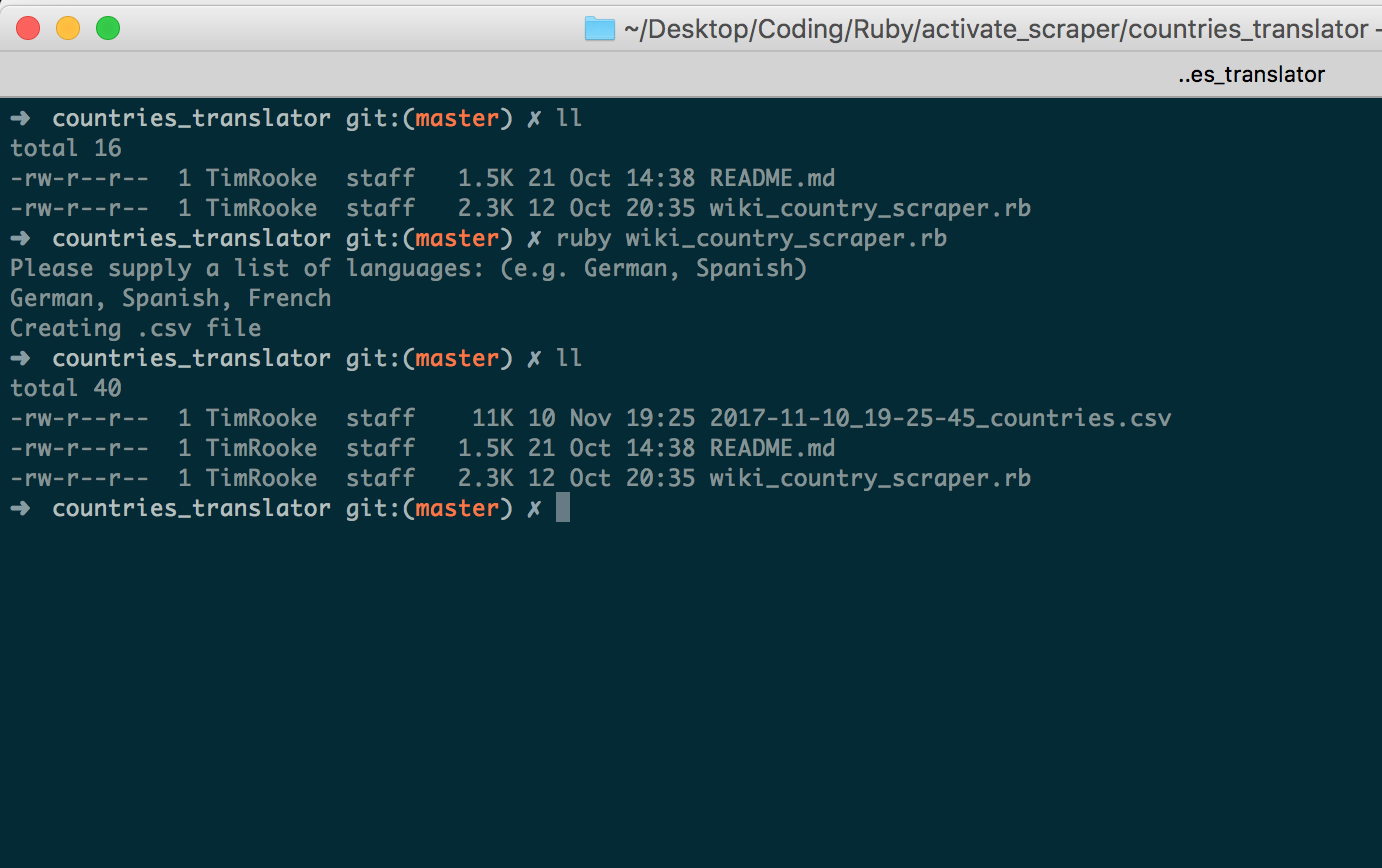 ~/Desktop/Coding/Ruby/activate_scraper/countries_translator -
..es_translator
➜  countries_translator git:(master) ✗ ll
total 16
-rw-r--r--  1 TimRooke  staff   1.5K 21 Oct 14:38 README.md
-rw-r--r--  1 TimRooke  staff   2.3K 12 Oct 20:35 wiki_country_scraper.rb
➜  countries_translator git:(master) ✗ ruby wiki_country_scraper.rb
Please supply a list of languages: (e.g. German, Spanish)
German, Spanish, French
Creating .csv file
➜  countries_translator git:(master) ✗ ll
total 40
-rw-r--r--  1 TimRooke  staff    11K 10 Nov 19:25 2017-11-10_19-25-45_countries.csv
-rw-r--r--  1 TimRooke  staff   1.5K 21 Oct 14:38 README.md
-rw-r--r--  1 TimRooke  staff   2.3K 12 Oct 20:35 wiki_country_scraper.rb
➜  countries_translator git:(master) ✗